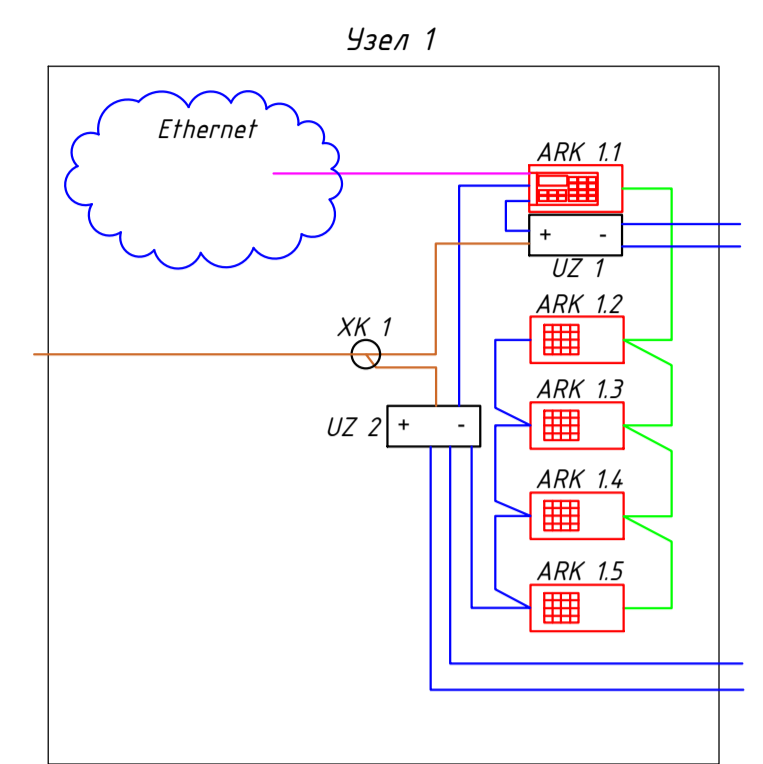 Узел 1
Ethernet
ARK 1.1
+ -
UZ 1
ARK 1.2
XK 1
ARK 1.3
UZ 2
+ -
ARK 1.4
ARK 1.5